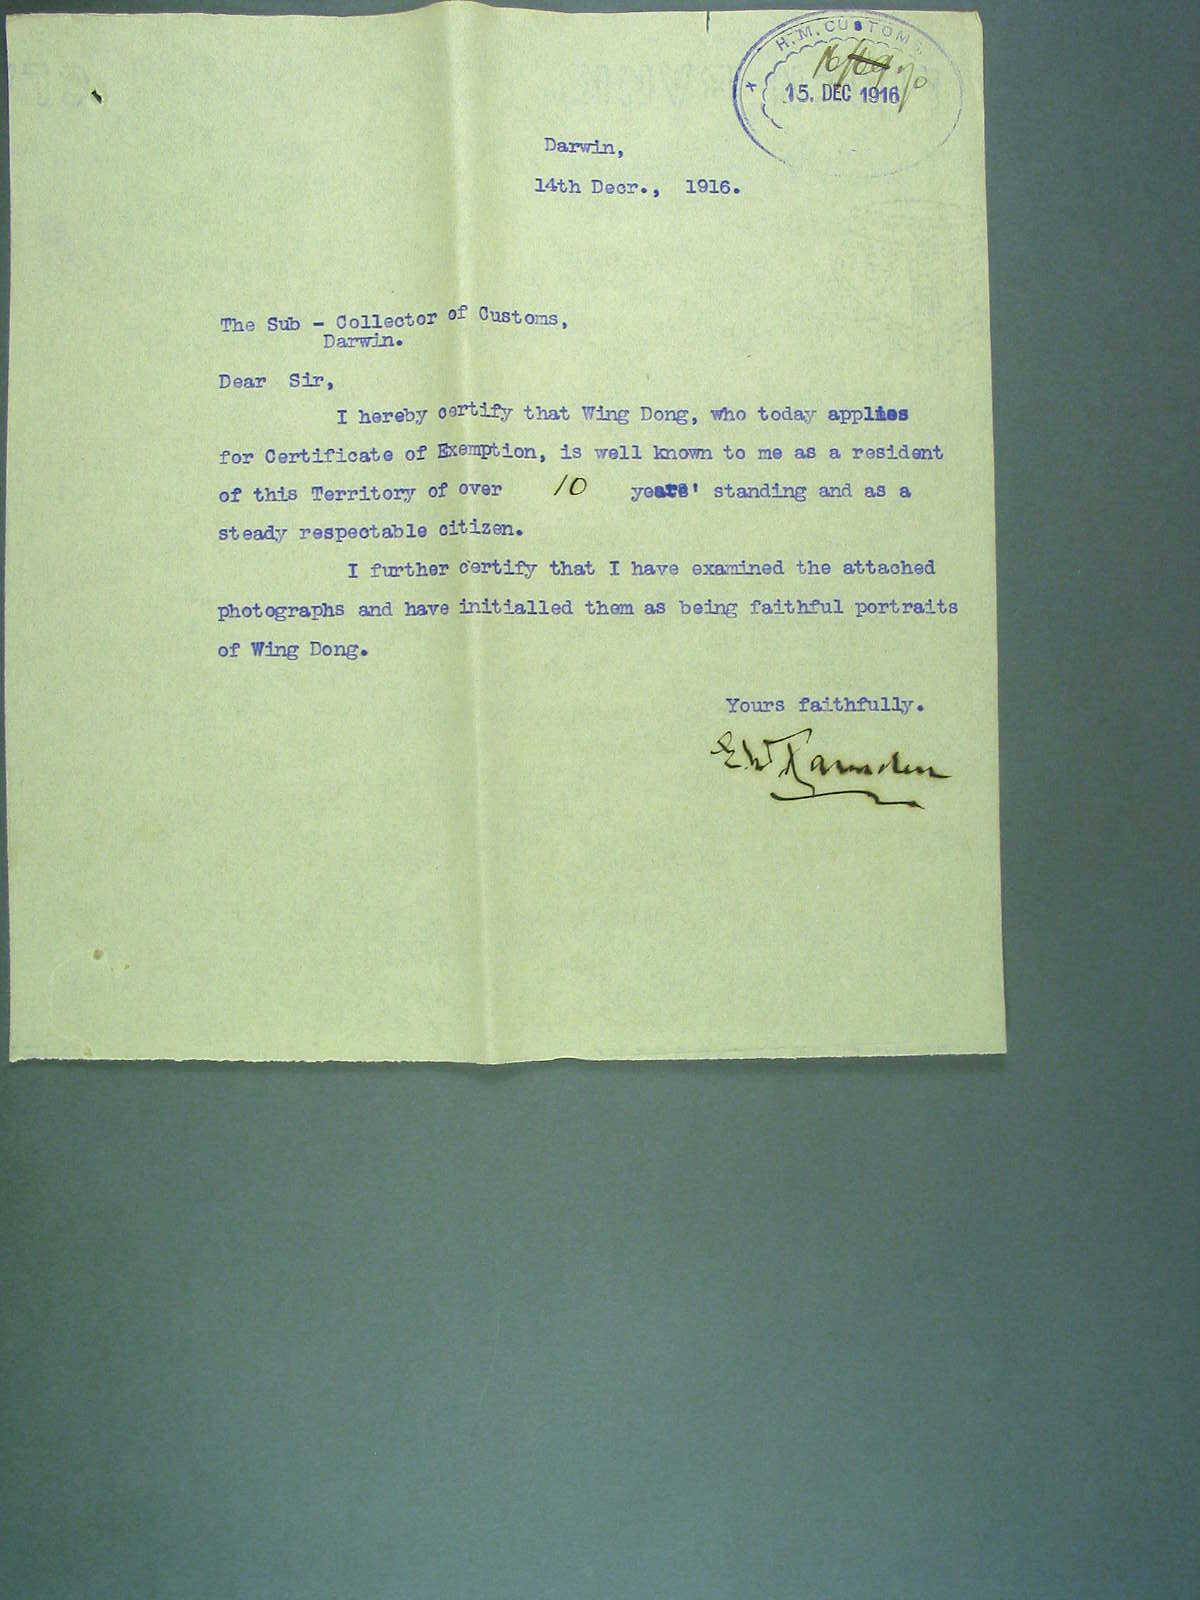 H.M. CUSTOMS
15. DEC 1916
Darwin,
14th Decr., 1916.
The Sub - Collector of Customs,
Darwin.
Dear Sir,
I hereby certify that Wing Dong, who today applies
for Certificate of Exemption, is well known to me as a resident
of this Territory of over 10 years' standing and as a
steady respectable citizen.
I further certify that I have examined the attached
photographs and have initialled them as being faithful portraits
of Wing Dong.
Yours faithfully.
E W Ramsden